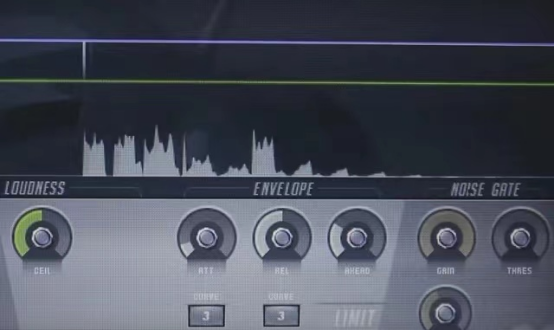 LOUDNESS ENVELOPE NOISE GATE
CEIL ATT REL AHEAD GAIN THRES
CURVE CURVE
3 3
LIMIT